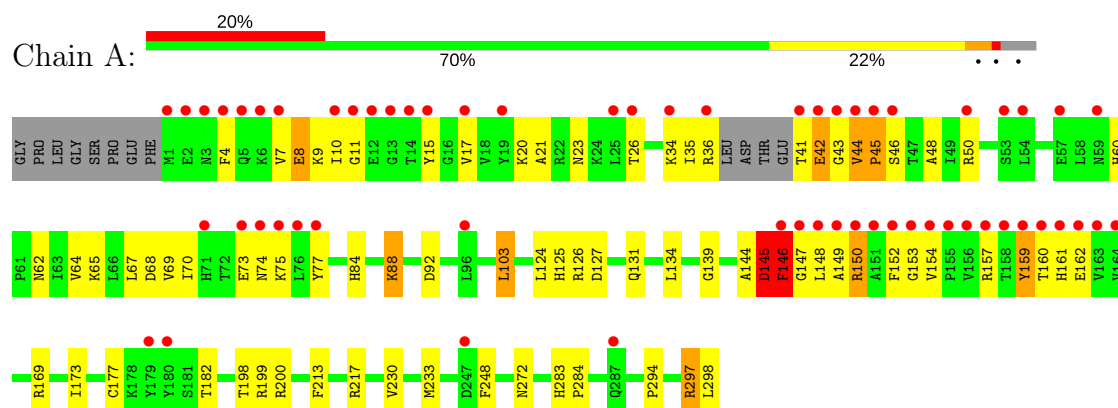 20%
Chain A:
70% 22% • • •
GLY PRO LEU GLY SER PRO GLU PHE M1 E2 N3 F4 Q5 K6 V7 E8 K9 I10 G11 E12 G13 T14 Y15 G16 V17 V18 Y19 K20 A21 R22 N23 K24 L25 T26 K34 I35 R36 LEU ASP THR GLU T41 E42 G43 V44 P45 S46 T47 A48 I49 R50 S53 L54 E57 L58 N59 H60
P61 N62 I63 V64 K65 L66 L67 D68 V69 I70 H71 T72 E73 N74 K75 L76 Y77 H84 K88 D92 L96 L103 L124 H125 R126 D127 Q131 L134 G139 A144 D145 F146 G147 L148 A149 R150 A151 F152 G153 V154 P155 V156 R157 T158 Y159 T160 H161 E162 V163 V164
R169 I173 C177 K178 Y179 Y180 S181 T182 T198 R199 R200 F213 R217 V230 M233 D247 F248 N272 H283 P284 Q287 P294 R297 L298